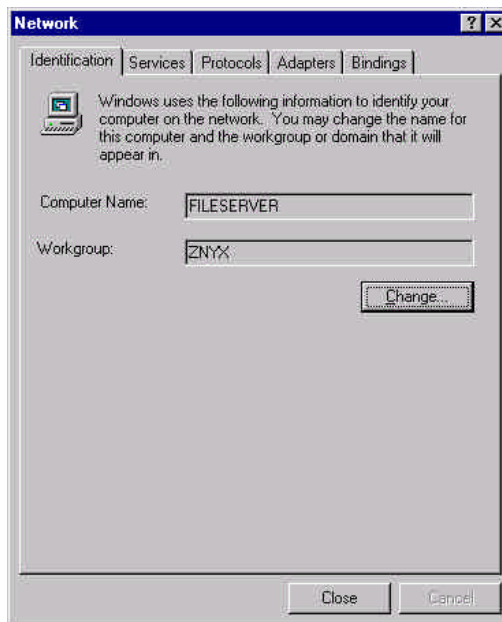 Network
Identification Services Protocols Adapters Bindings
Windows uses the following information to identify your
computer on the network. You may change the name for
this computer and the workgroup or domain that it will
appear in.
Computer Name: FILESERVER
Workgroup: ZNYX
Change...
Close Cancel